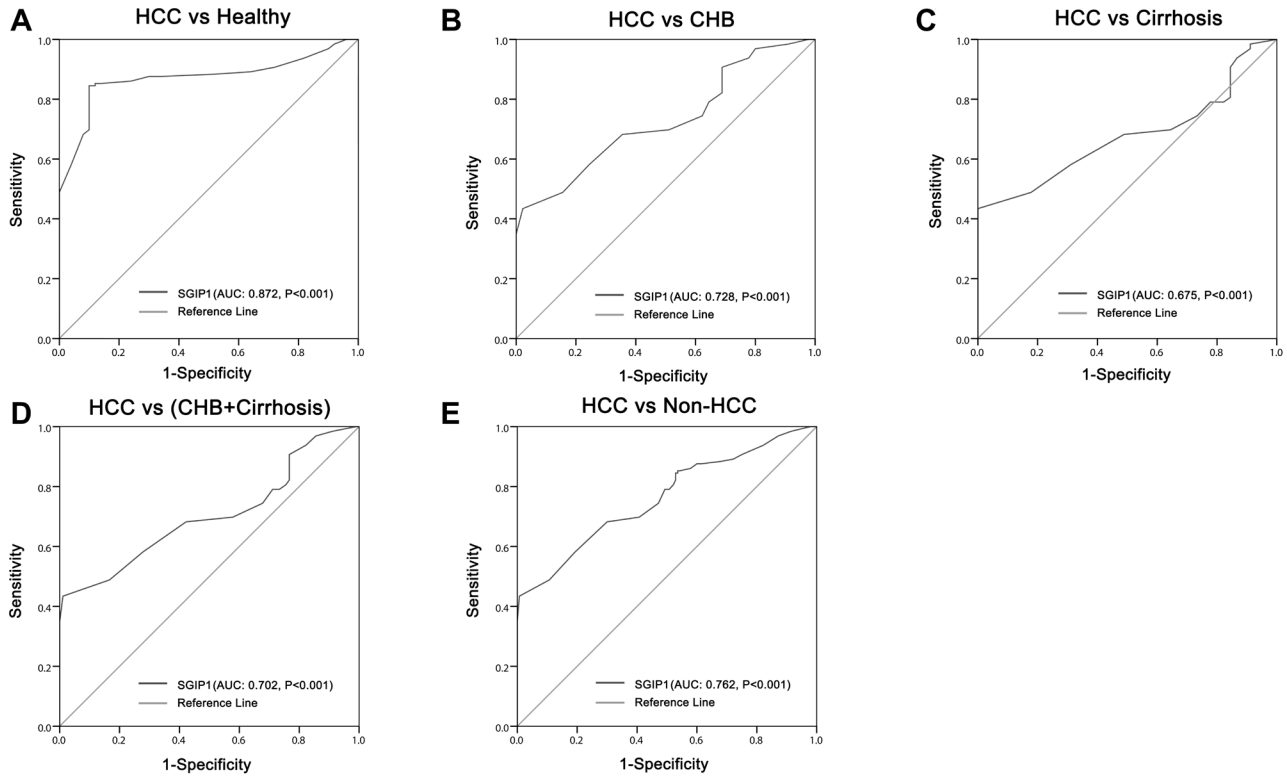 A
HCC vs Healthy
1.0
0.8
0.6
0.4
0.2
0.0
Sensitivity
SGIP1(AUC: 0.872, P<0.001)
Reference Line
0.0 0.2 0.4 0.6 0.8 1.0
1-Specificity
B
HCC vs CHB
1.0
0.8
0.6
0.4
0.2
0.0
Sensitivity
SGIP1(AUC: 0.728, P<0.001)
Reference Line
0.0 0.2 0.4 0.6 0.8 1.0
1-Specificity
C
HCC vs Cirrhosis
1.0
0.8
0.6
0.4
0.2
0.0
Sensitivity
SGIP1(AUC: 0.675, P<0.001)
Reference Line
0.0 0.2 0.4 0.6 0.8 1.0
1-Specificity
D
HCC vs (CHB+Cirrhosis)
1.0
0.8
0.6
0.4
0.2
0.0
Sensitivity
SGIP1(AUC: 0.702, P<0.001)
Reference Line
0.0 0.2 0.4 0.6 0.8 1.0
1-Specificity
E
HCC vs Non-HCC
1.0
0.8
0.6
0.4
0.2
0.0
Sensitivity
SGIP1(AUC: 0.762, P<0.001)
Reference Line
0.0 0.2 0.4 0.6 0.8 1.0
1-Specificity